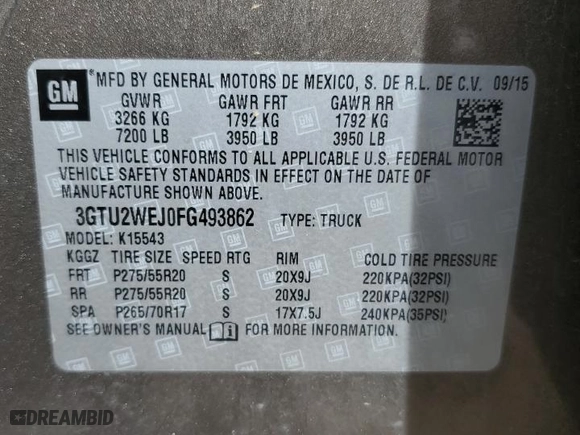 GM ® MFD BY GENERAL MOTORS DE MEXICO, S. DE R.L. DE C.V. 09/15
GVWR GAWR FRT GAWR RR
3266 KG 1792 KG 1792 KG
7200 LB 3950 LB 3950 LB
THIS VEHICLE CONFORMS TO ALL APPLICABLE U.S. FEDERAL MOTOR
VEHICLE SAFETY STANDARDS IN EFFECT ON THE DATE OF
MANUFACTURE SHOWN ABOVE.
3GTU2WEJ0FG493862 TYPE: TRUCK
MODEL: K15543
KGGZ TIRE SIZE SPEED RTG RIM COLD TIRE PRESSURE
FRT P275/55R20 S 20X9J 220KPA(32PSI)
RR P275/55R20 S 20X9J 220KPA(32PSI)
SPA P265/70R17 S 17X7.5J 240KPA(35PSI)
SEE OWNER'S MANUAL FOR MORE INFORMATION.
DREAMBID